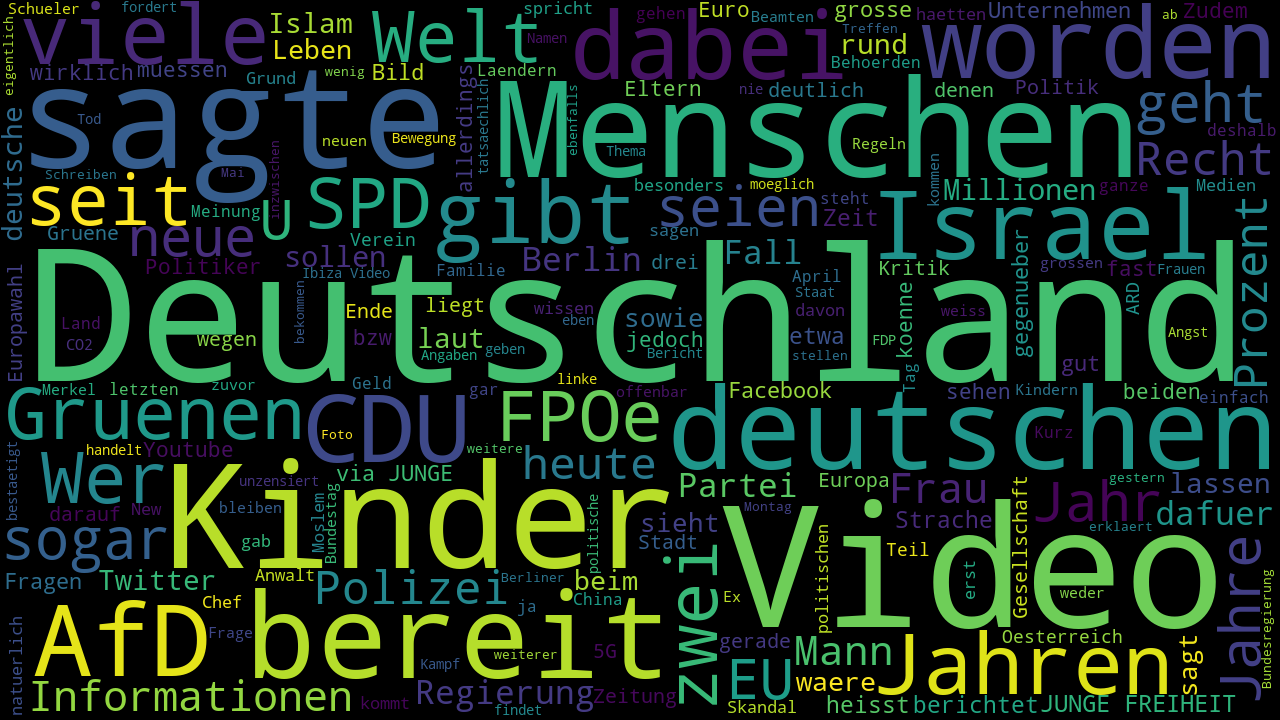 Schueler
fordert
viele
Islam
Leben
Welt
spricht
Namen
dabei
Euro
Beamten
Treffen
grosse
rund
Behoerden
haetten
Unternehmen
ab
Zudem
worden
eigentlich
wirklich
muessen
Grund
wenig
Bild
Laendern
Eltern
nie
deutlich
denen
Politik
geht
deshalb
deutsche
sagte
Tod
Schreiben
Mai
inzwischen
neuen
Bewegung
allerdings
tatsaechlich
Menschen
ebenfalls
Thema
Regeln
Recht
seit
Meinung
U
SPD
gibt
besonders
moeglich
seien
steht
Zeit
kommen
Millionen
ganze
Medien
Israel
Gruene
neue
Politiker
sollen
Verein
Familie
Berlin
sagen
drei
Fall
April
Staat
Kritik
gegenueber
grossen
fast
Frauen
Prozent
Europawahl
Deutschland
Land
CO2
wegen
Ibiza Video
bekommen
Ende
bzw
liegt
laut
Angaben
wissen
eben
geben
sowie
jedoch
Bericht
davon
etwa
stellen
FDP
koenne
weiss
ARD
Angst
gut
Tag
Merkel
letzten
zuvor
Geld
gar
linke
offenbar
Facebook
sehen
Kindern
beiden
einfach
Gruenen
CDU
Foto
FPOe
weitere
deutschen
Kurz
handelt
Youtube
Wer
bestaetigt
unzensiert
via JUNGE
heute
Partei
Europa
Frau
Jahr
gestern
lassen
darauf
New
Kinder
bleiben
Moslem
Bundestag
politische
sieht
Stadt
Montag
Strache
Gesellschaft
erklaert
dafuer
sogar
gab
Video
politischen
Teil
erst
weder
Fragen
Twitter
Anwalt
Polizei
Berliner
beim
China
zwei
Ex
Jahre
Bundesregierung
AfD
Chef
Frage
bereit
ja
Kampf
weiterer
5G
gerade
Mann
Oesterreich
natuerlich
Informationen
kommt
Regierung
findet
Zeitung
EU
Skandal
waere
Jahren
sagt
heisst
berichtet
JUNGE FREIHEIT